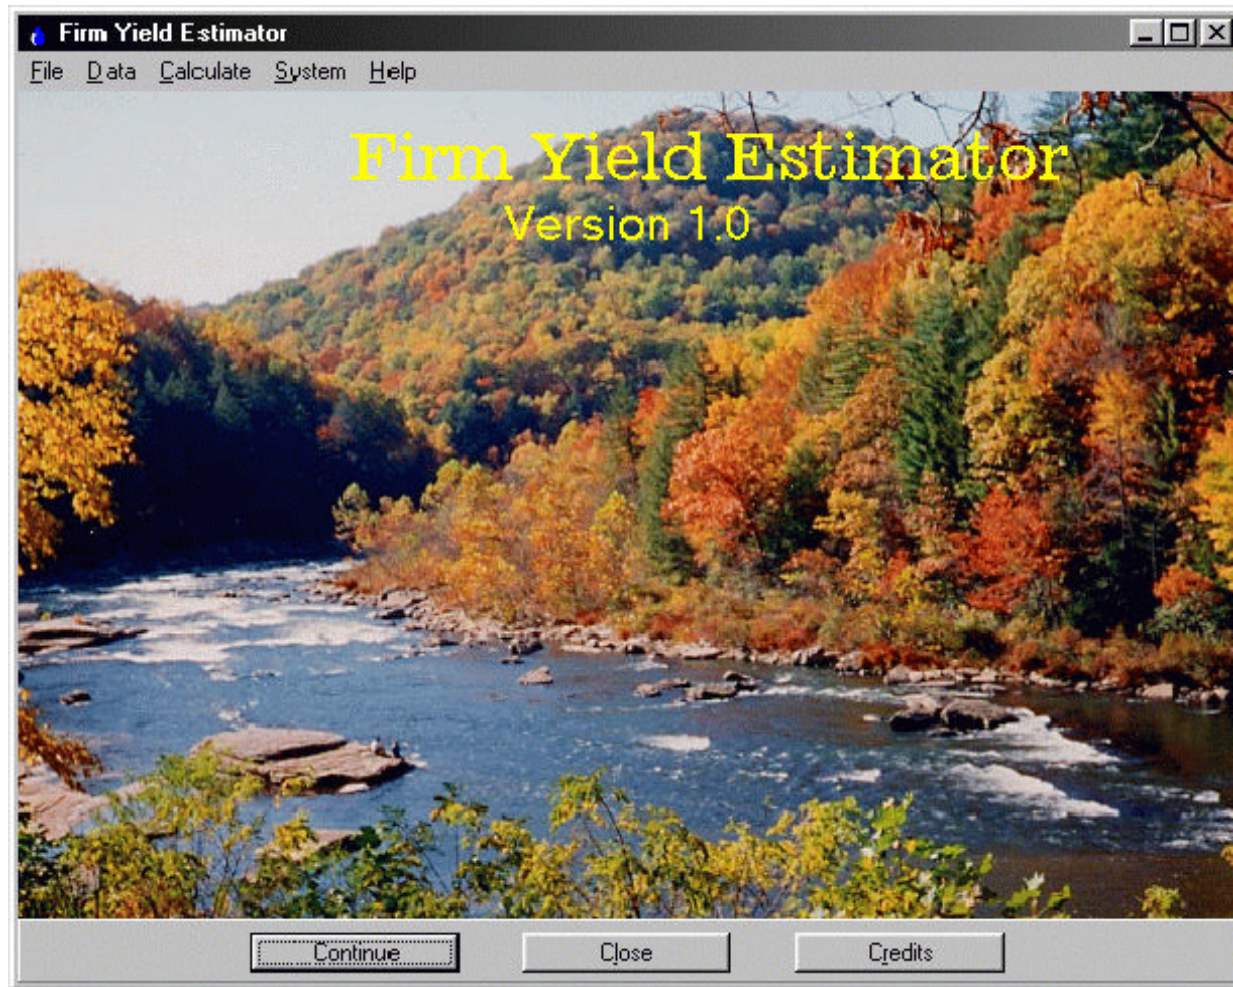 Firm Yield Estimator
File Data Calculate System Help
Firm Yield Estimator
Version 1.0
Continue Close Credits